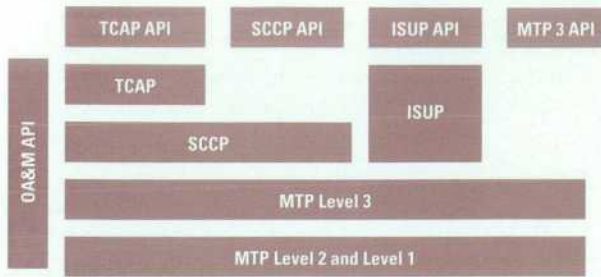 TCAP API
SCCP API
ISUP API
MTP 3 API
OA&M API
TCAP
ISUP
SCCP
MTP Level 3
MTP Level 2 and Level 1